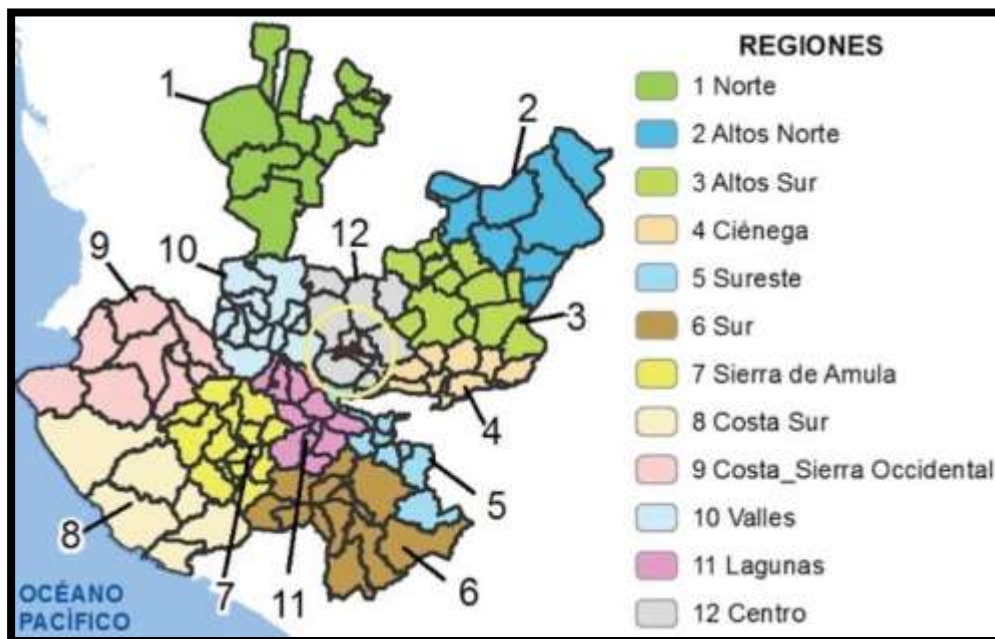 REGIONES
1 Norte
2 Altos Norte
3 Altos Sur
4 Ciénega
5 Sureste
6 Sur
7 Sierra de Amula
8 Costa Sur
9 Costa_Sierra Occidental
10 Valles
11 Lagunas
12 Centro
1
2
12
10
9
3
4
5
8
7
11
6
OCÉANO
PACÍFICO